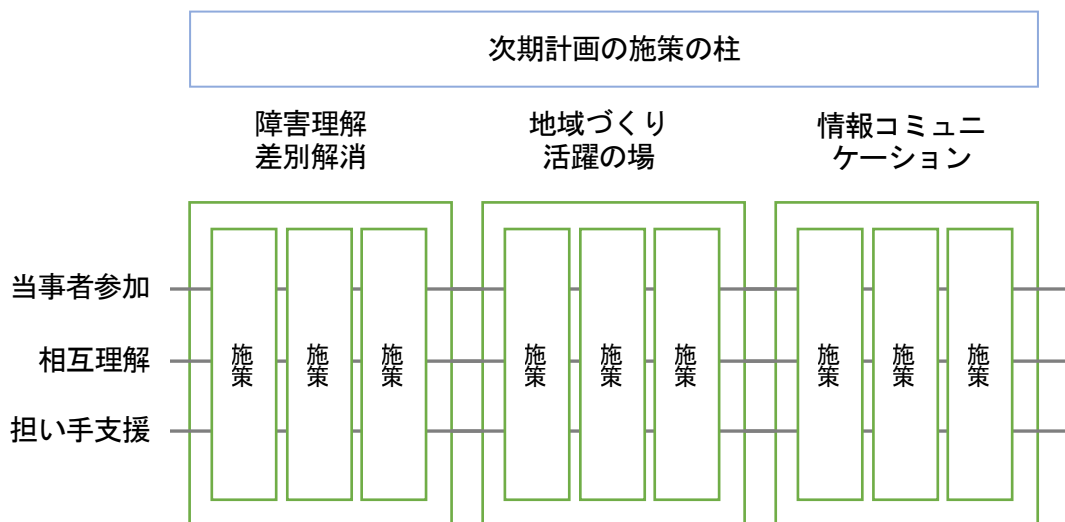 次期計画の施策の柱
障害理解
差別解消
地域づくり
活躍の場
情報コミュニ
ケーション
当事者参加
相互理解
担い手支援
施策
施策
施策
施策
施策
施策
施策
施策
施策